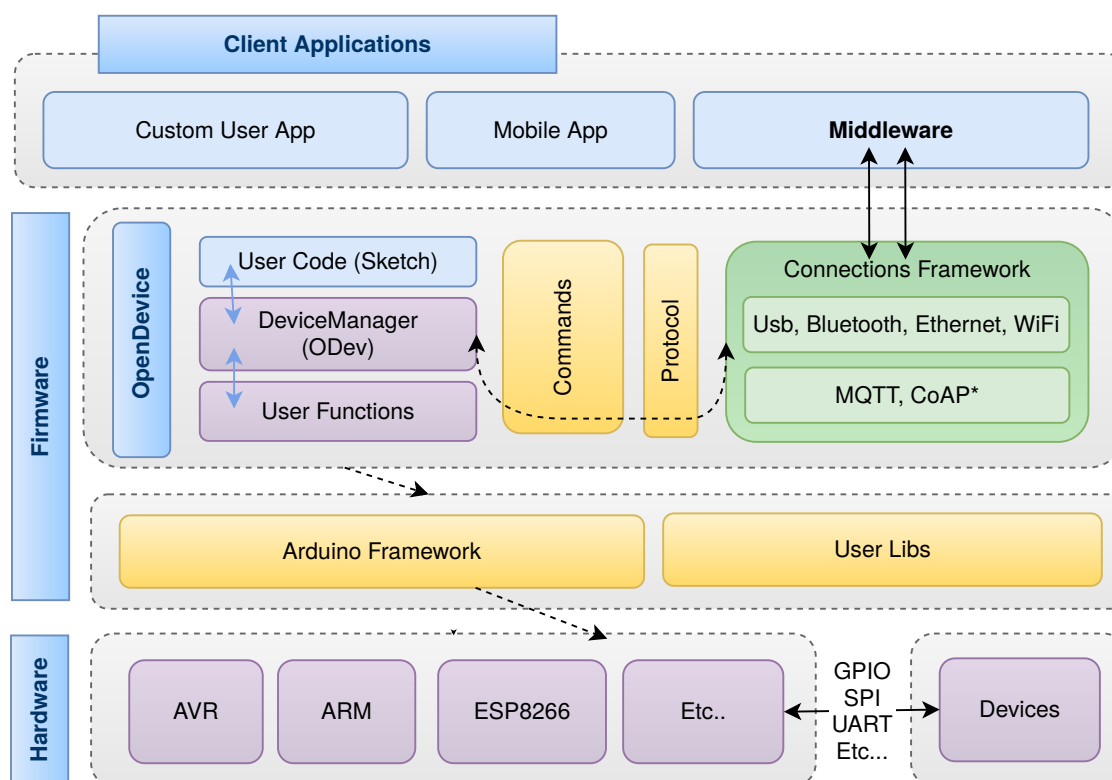 Client Applications
Custom User App
Mobile App
Middleware
Firmware
OpenDevice
User Code (Sketch)
DeviceManager
(ODev)
User Functions
Commands
Protocol
Connections Framework
Usb, Bluetooth, Ethernet, WiFi
MQTT, CoAP*
Arduino Framework
User Libs
Hardware
AVR
ARM
ESP8266
Etc..
GPIO
SPI
UART
Etc...
Devices